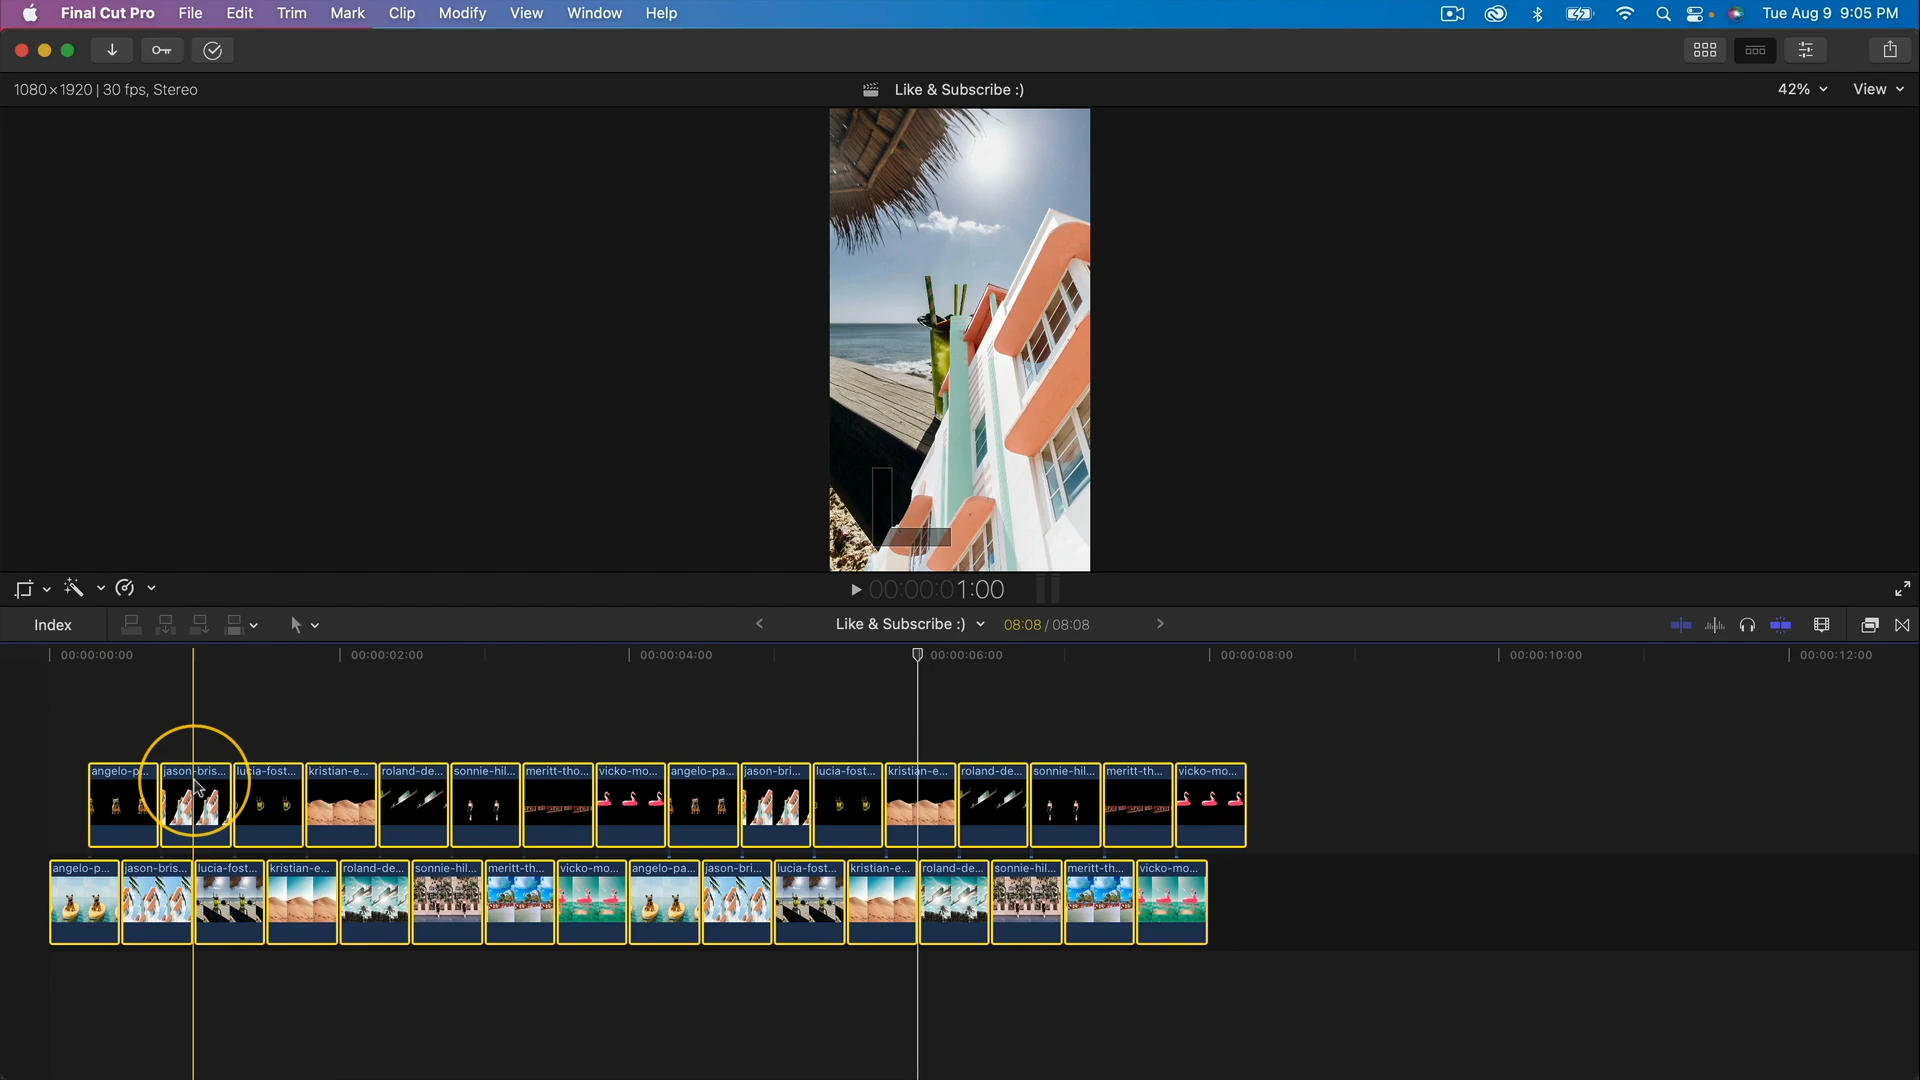 Final Cut Pro File Edit Trim Mark Clip Modify View Window Help Tue Aug 9 9:05 PM
1080×1920 | 30 fps, Stereo Like & Subscribe :) 42% View
00:00:01:00
Index Like & Subscribe :) 08:08 / 08:08
00:00:00:00 00:00:02:00 00:00:04:00 00:00:06:00 00:00:08:00 00:00:10:00 00:00:12:00
angelo-p... jason-bris... lucia-fost... kristian-e... roland-de... sonnie-hil... meritt-tho... vicko-mo... angelo-pa... jason-bri... lucia-fost... kristian-e... roland-de... sonnie-hil... meritt-th... vicko-mo...
angelo-p... jason-bris... lucia-fost... kristian-e... roland-de... sonnie-hil... meritt-th... vicko-mo... angelo-pa... jason-bri... lucia-fost... kristian-e... roland-de... sonnie-hil... meritt-th... vicko-mo...